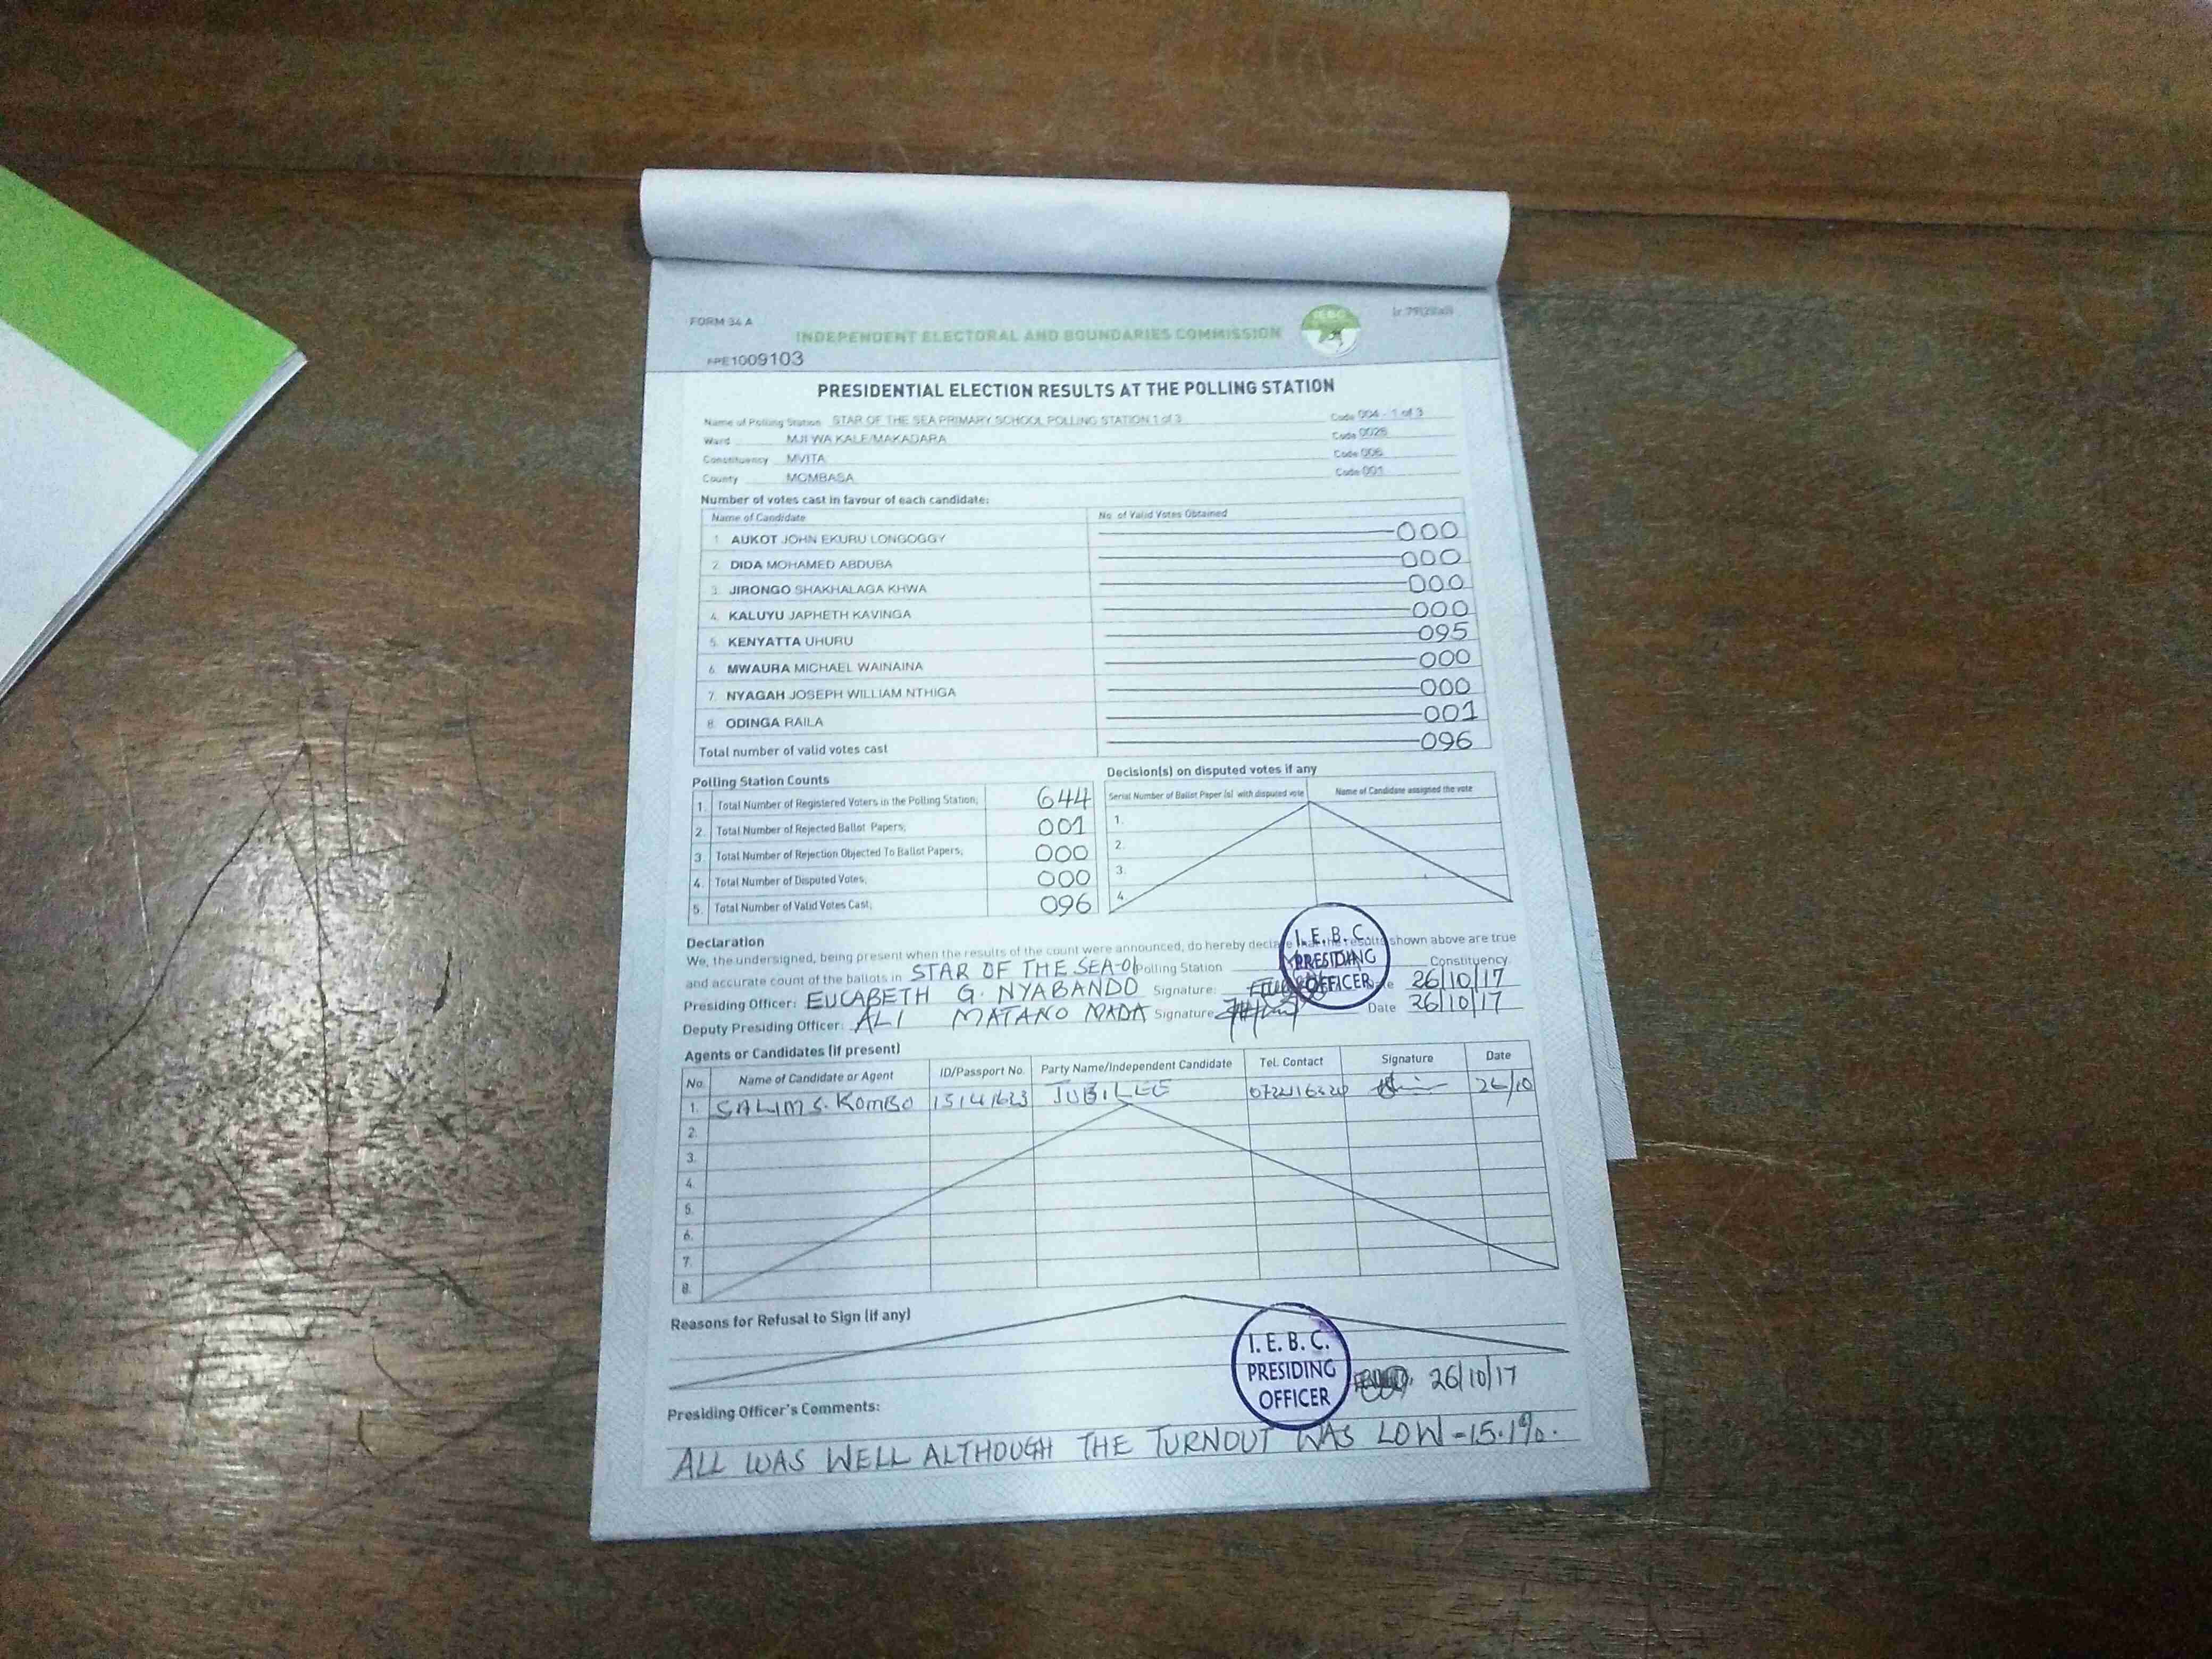 FORM 34 A
INDEPENDENT ELECTORAL AND BOUNDARIES COMMISSION
PRE1009103
PRESIDENTIAL ELECTION RESULTS AT THE POLLING STATION
Name of Polling Station STAR OF THE SEA PRIMARY SCHOOL POLLING STATION 1 of 3 Code 004 - 1 of 3
Ward MJI WA KALE/MAKADARA Code 0026
Constituency MVITA Code 006
County MOMBASA Code 001
Number of votes cast in favour of each candidate:
Name of Candidate No. of Valid Votes Obtained
1. AUKOT JOHN EKURU LONGOGGY 000
2. DIDA MOHAMED ABDUBA 000
3. JIRONGO SHAKHALAGA KHWA 000
4. KALUYU JAPHETH KAVINGA 000
5. KENYATTA UHURU 095
6. MWAURA MICHAEL WAINAINA 000
7. NYAGAH JOSEPH WILLIAM NTHIGA 000
8. ODINGA RAILA 001
Total number of valid votes cast 096
Polling Station Counts
1. Total Number of Registered Voters in the Polling Station; 644
2. Total Number of Rejected Ballot Papers; 001
3. Total Number of Rejection Objected To Ballot Papers; 000
4. Total Number of Disputed Votes; 000
5. Total Number of Valid Votes Cast; 096
Decision(s) on disputed votes if any
Serial Number of Ballot Paper (s) with disputed vote Name of Candidate assigned the vote
1.
2.
3.
4.
Declaration
We, the undersigned, being present when the results of the count were announced, do hereby declare that the results shown above are true
and accurate count of the ballots in STAR OF THE SEA-01 Polling Station Constituency.
I. E. B. C.
PRESIDING
OFFICER
Presiding Officer: EUCABETH G. NYABANDO Signature: Date 26/10/17
Deputy Presiding Officer: ALI MATANO Signature: Date 26/10/17
Agents or Candidates (if present)
No. Name of Candidate or Agent ID/Passport No. Party Name/Independent Candidate Tel. Contact Signature Date
1. SALIM S. KOMBO JUBILEE 26/10
2.
3.
4.
5.
6.
7.
8.
Reasons for Refusal to Sign (if any)
I. E. B. C.
PRESIDING
OFFICER
26/10/17
Presiding Officer's Comments:
ALL WAS WELL ALTHOUGH THE TURNOUT WAS LOW - 15.1%.